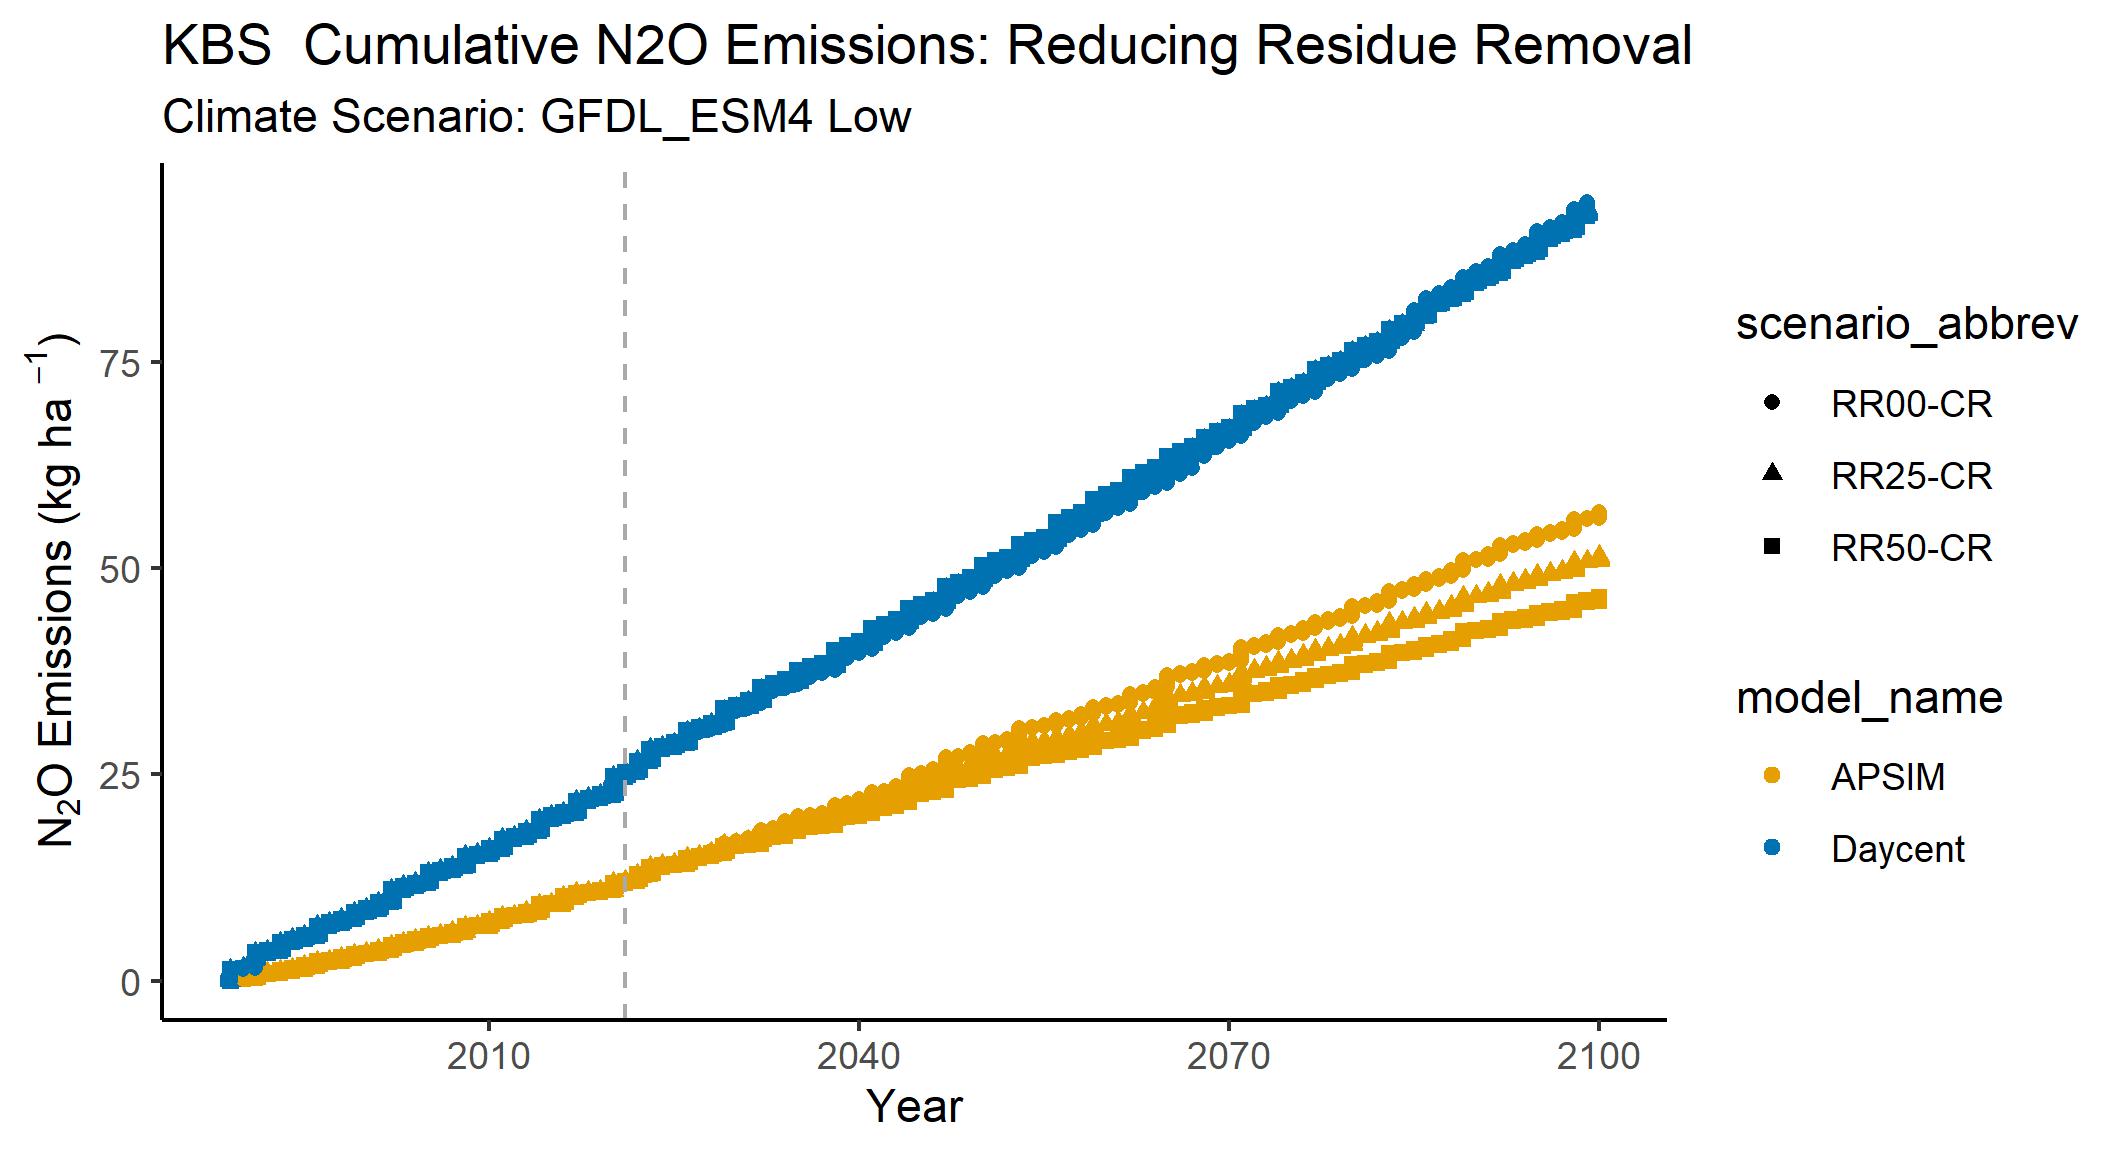 KBS  Cumulative N2O Emissions: Reducing Residue Removal
Climate Scenario: GFDL_ESM4 Low
N₂O Emissions (kg ha ⁻¹)
75
50
25
0
2010 2040 2070 2100
Year
scenario_abbrev
RR00-CR
RR25-CR
RR50-CR
model_name
APSIM
Daycent